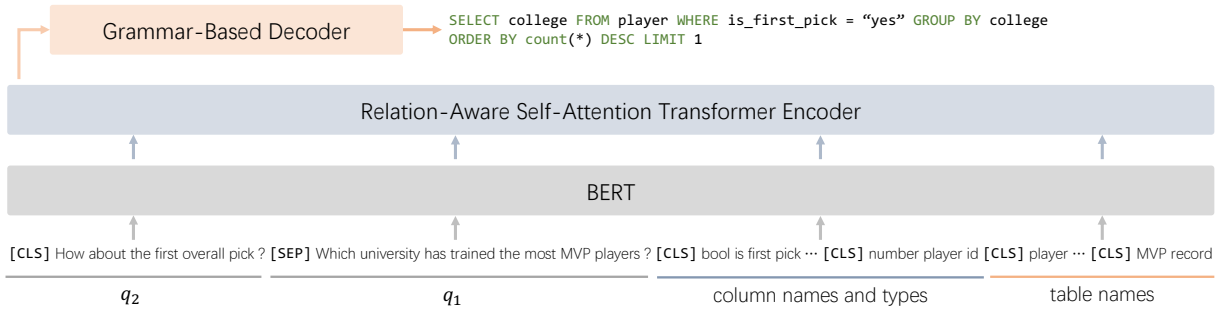 Grammar-Based Decoder
SELECT college FROM player WHERE is_first_pick = “yes” GROUP BY college
ORDER BY count(*) DESC LIMIT 1
Relation-Aware Self-Attention Transformer Encoder
BERT
[CLS] How about the first overall pick ? [SEP] Which university has trained the most MVP players ? [CLS] bool is first pick ··· [CLS] number player id [CLS] player ··· [CLS] MVP record
q2 q1 column names and types table names